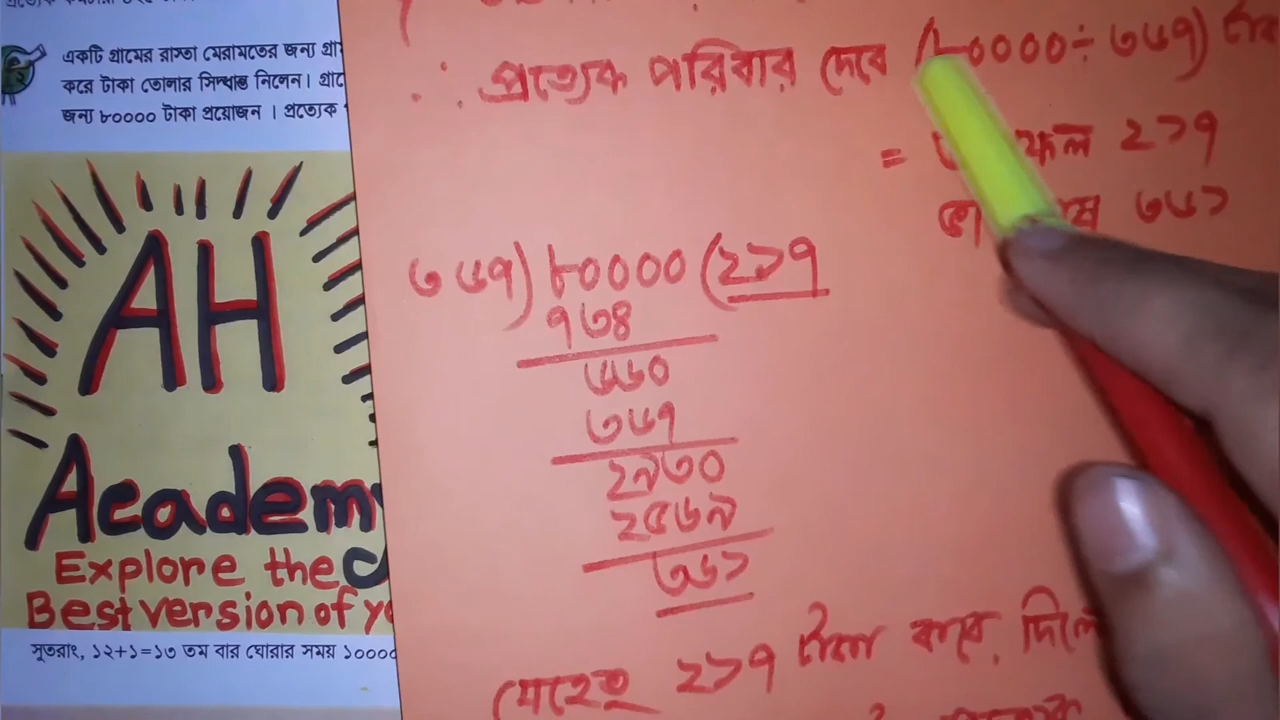 একটি গ্রামের রাস্তা মেরামতের জন্য
করে টাকা তোলার সিদ্ধান্ত নিলেন।
জন্য ৮০০০০ টাকা প্রয়োজন । প্রত্যেক
AH
Academy
Explore the
Best version of
সুতরাং, ১২+১=১৩ তম বার ঘোরার সময়
∴ প্রত্যেক পরিবার দেবে (৮০০০০ ÷ ৩৬৭)
= ২১৭
৩৬১
৩৬৭) ৮০০০০ (২১৭
৭৩৪
৬৬০
৩৬৭
২৯৩০
২৫৬৯
৩৬১
যেহেতু ২১৭ টাকা করে দিলে